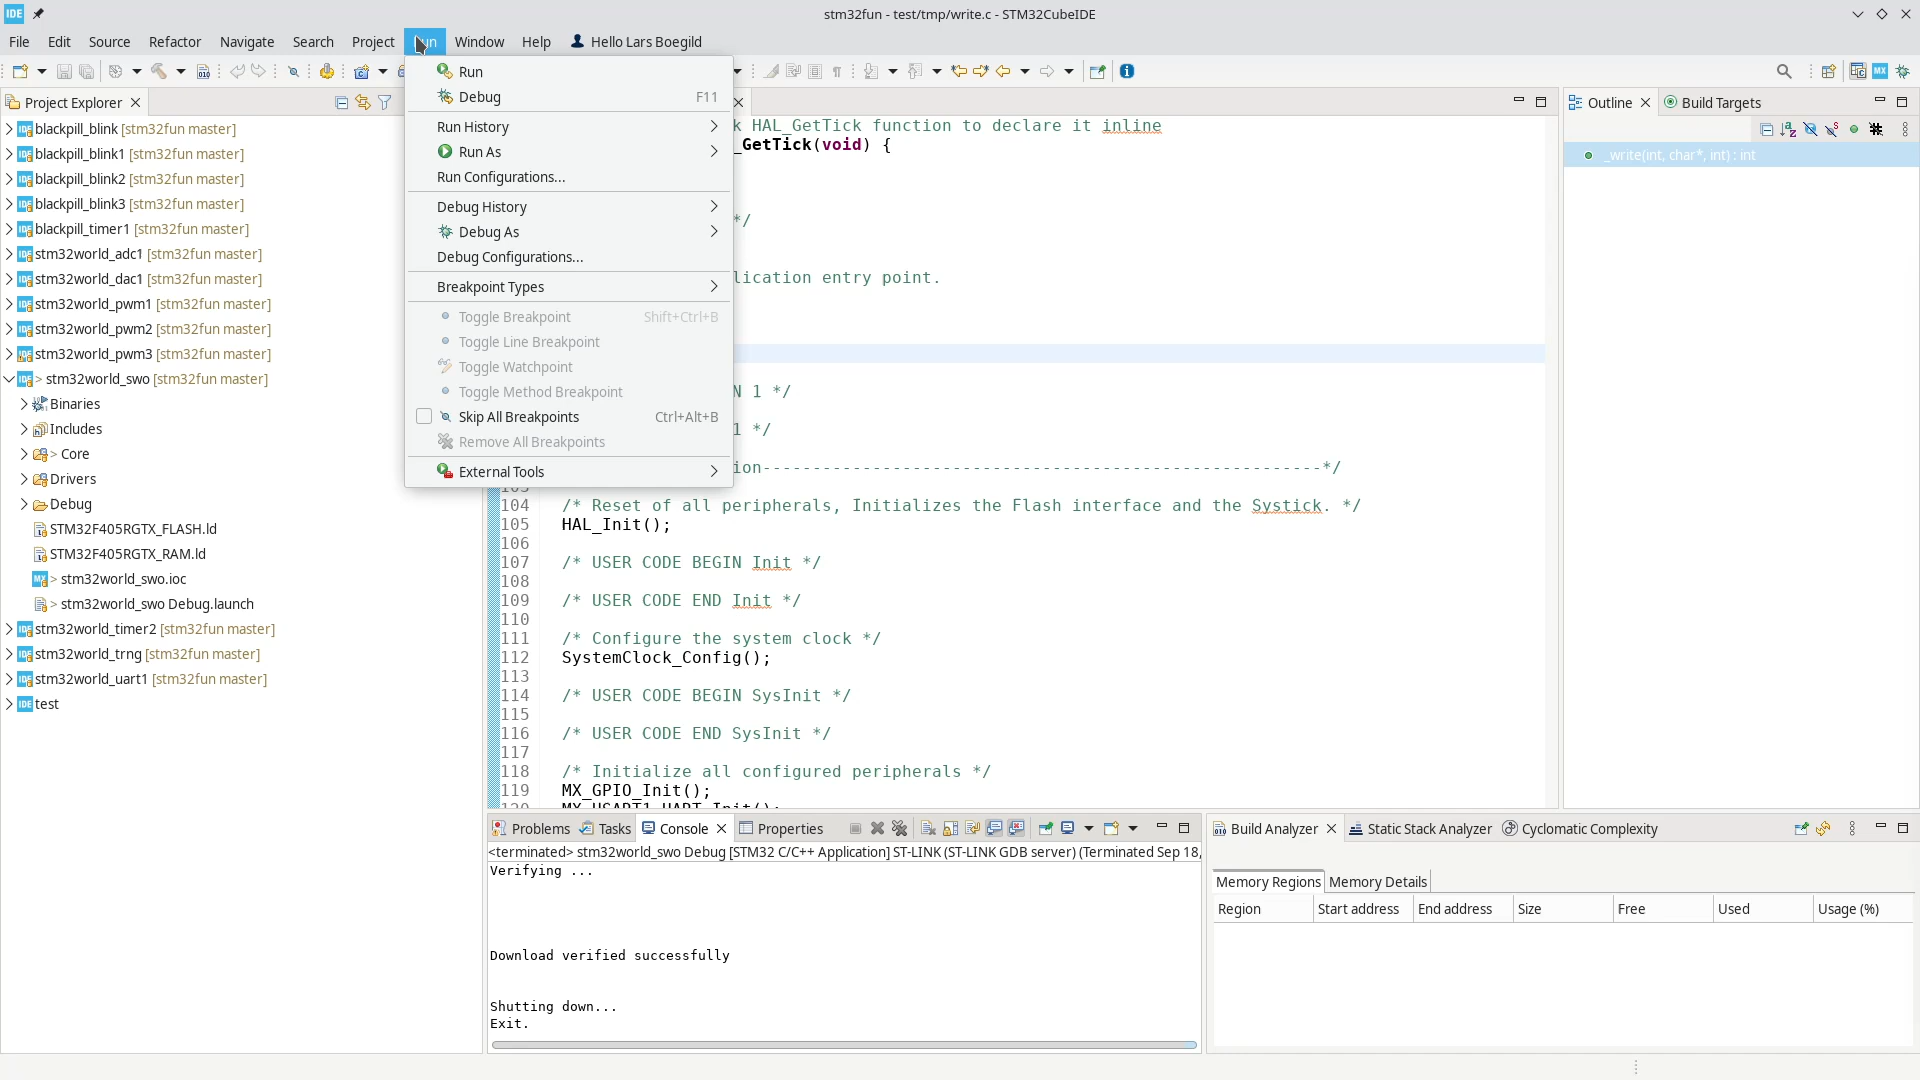 IDE
stm32fun - test/tmp/write.c - STM32CubeIDE
File Edit Source Refactor Navigate Search Project Run Window Help Hello Lars Boegild
MX
Project Explorer
blackpill_blink [stm32fun master]
blackpill_blink1 [stm32fun master]
blackpill_blink2 [stm32fun master]
blackpill_blink3 [stm32fun master]
blackpill_timer1 [stm32fun master]
stm32world_adc1 [stm32fun master]
stm32world_dac1 [stm32fun master]
stm32world_pwm1 [stm32fun master]
stm32world_pwm2 [stm32fun master]
stm32world_pwm3 [stm32fun master]
> stm32world_swo [stm32fun master]
Binaries
Includes
> Core
Drivers
Debug
STM32F405RGTX_FLASH.ld
STM32F405RGTX_RAM.ld
> stm32world_swo.ioc
> stm32world_swo Debug.launch
stm32world_timer2 [stm32fun master]
stm32world_trng [stm32fun master]
stm32world_uart1 [stm32fun master]
test
Run
Debug F11
Run History
Run As
Run Configurations...
Debug History
Debug As
Debug Configurations...
Breakpoint Types
Toggle Breakpoint Shift+Ctrl+B
Toggle Line Breakpoint
Toggle Watchpoint
Toggle Method Breakpoint
Skip All Breakpoints Ctrl+Alt+B
Remove All Breakpoints
External Tools
k HAL_GetTick function to declare it inline
_GetTick(void) {
*/
lication entry point.
N 1 */
1 */
ion--------------------------------------------------------*/
103
104 /* Reset of all peripherals, Initializes the Flash interface and the Systick. */
105 HAL_Init();
106
107 /* USER CODE BEGIN Init */
108
109 /* USER CODE END Init */
110
111 /* Configure the system clock */
112 SystemClock_Config();
113
114 /* USER CODE BEGIN SysInit */
115
116 /* USER CODE END SysInit */
117
118 /* Initialize all configured peripherals */
119 MX_GPIO_Init();
120 MX_USART1_UART_Init();
Outline Build Targets
_write(int, char*, int) : int
Problems Tasks Console Properties
<terminated> stm32world_swo Debug [STM32 C/C++ Application] ST-LINK (ST-LINK GDB server) (Terminated Sep 18,
Verifying ...
Download verified successfully
Shutting down...
Exit.
Build Analyzer Static Stack Analyzer Cyclomatic Complexity
Memory Regions Memory Details
Region Start address End address Size Free Used Usage (%)